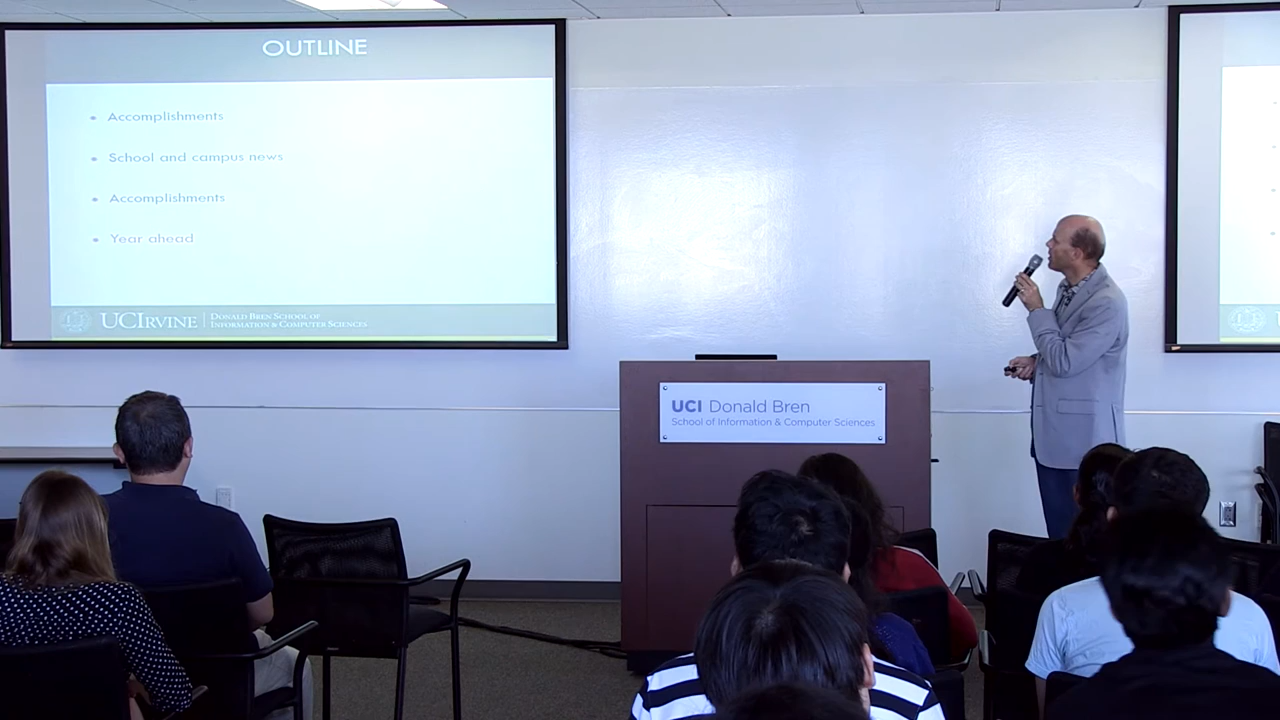 OUTLINE
• Accomplishments
• School and campus news
• Accomplishments
• Year ahead
UCIRVINE | DONALD BREN SCHOOL OF
INFORMATION & COMPUTER SCIENCES
UCI Donald Bren
School of Information & Computer Sciences